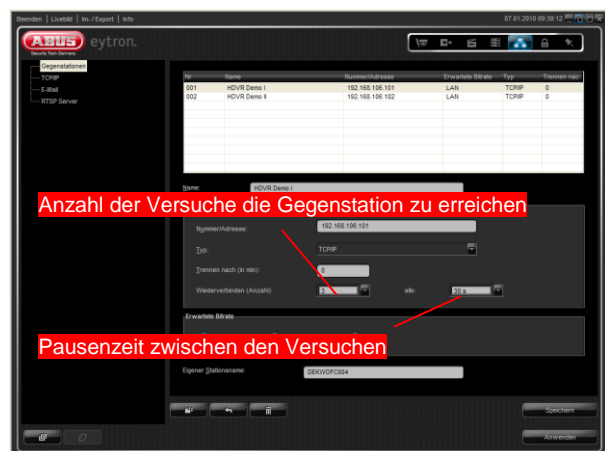 Beenden | Livebild | In- / Export | Info
07.01.2010 09:39:12
ABUS eytron.
Security Tech Germany
Gegenstationen
TCP/IP
E-Mail
RTSP Server
Nr Name Nummer/Adresse Erwartete Bitrate Typ Trennen nac
001 HDVR Demo I 192.168.106.101 LAN TCP/IP 0
002 HDVR Demo II 192.168.106.102 LAN TCP/IP 0
Name: HDVR Demo I
Anzahl der Versuche die Gegenstation zu erreichen
Nummer/Adresse: 192.168.106.101
Typ: TCP/IP
Trennen nach (in min): 0
Wiederverbinden (Anzahl): 3 alle: 30 s
Erwartete Bitrate
Pausenzeit zwischen den Versuchen
Eigener Stationsname: DEKWOFC004
Speichern
Anwenden